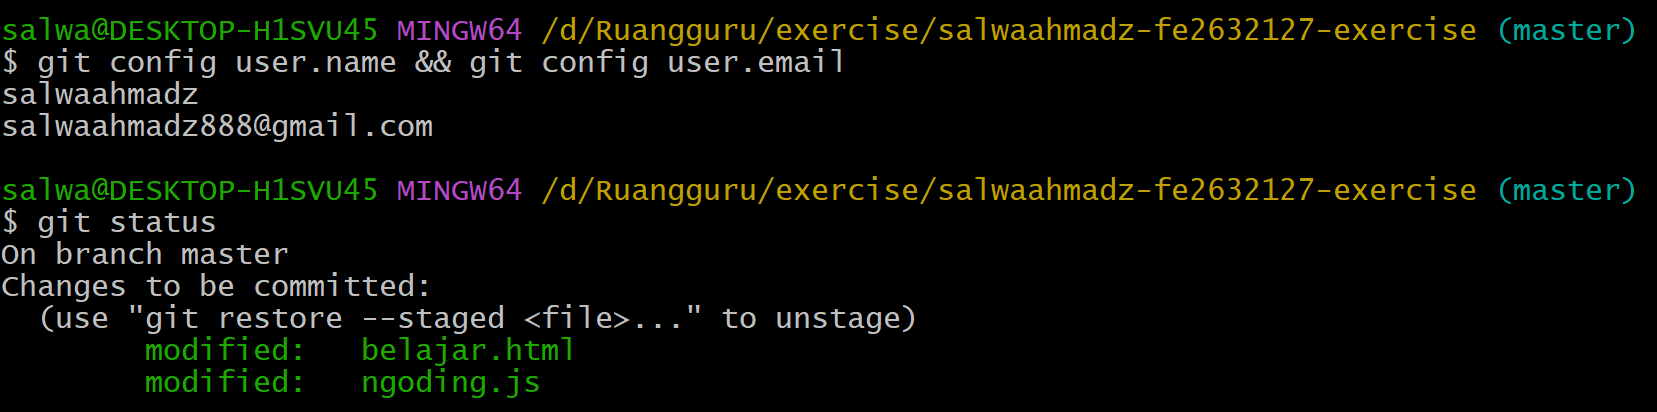 salwa@DESKTOP-H1SVU45 MINGW64 /d/Ruangguru/exercise/salwaahmadz-fe2632127-exercise (master)
$ git config user.name && git config user.email
salwaahmadz
salwaahmadz888@gmail.com
salwa@DESKTOP-H1SVU45 MINGW64 /d/Ruangguru/exercise/salwaahmadz-fe2632127-exercise (master)
$ git status
On branch master
Changes to be committed:
  (use "git restore --staged <file>..." to unstage)
        modified:   belajar.html
        modified:   ngoding.js